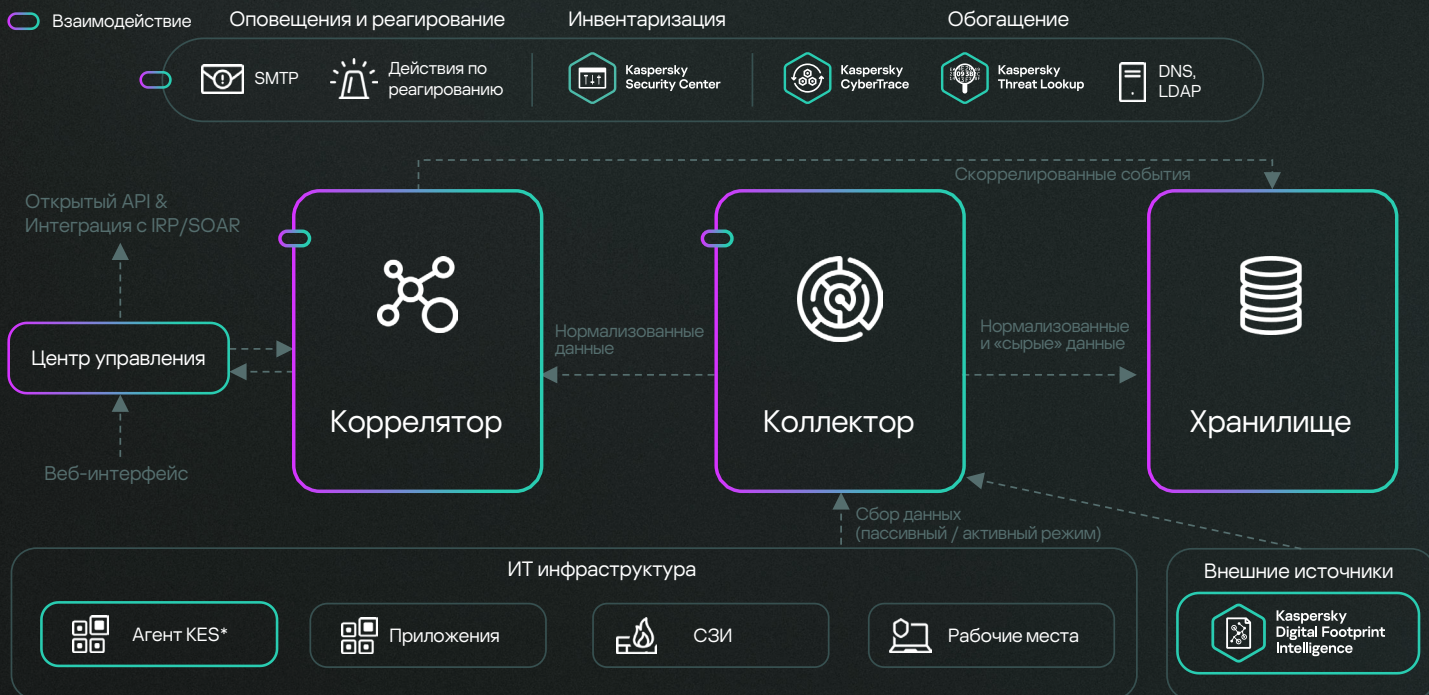 Взаимодействие
Оповещения и реагирование
Инвентаризация
Обогащение
SMTP
Действия по
реагированию
Kaspersky
Security Center
Kaspersky
CyberTrace
Kaspersky
Threat Lookup
DNS,
LDAP
Скоррелированные события
Открытый API &
Интеграция с IRP/SOAR
Центр управления
Веб-интерфейс
Коррелятор
Нормализованные
данные
Коллектор
Нормализованные
и «сырые» данные
Хранилище
Сбор данных
(пассивный / активный режим)
ИТ инфраструктура
Агент KES*
Приложения
СЗИ
Рабочие места
Внешние источники
Kaspersky
Digital Footprint
Intelligence